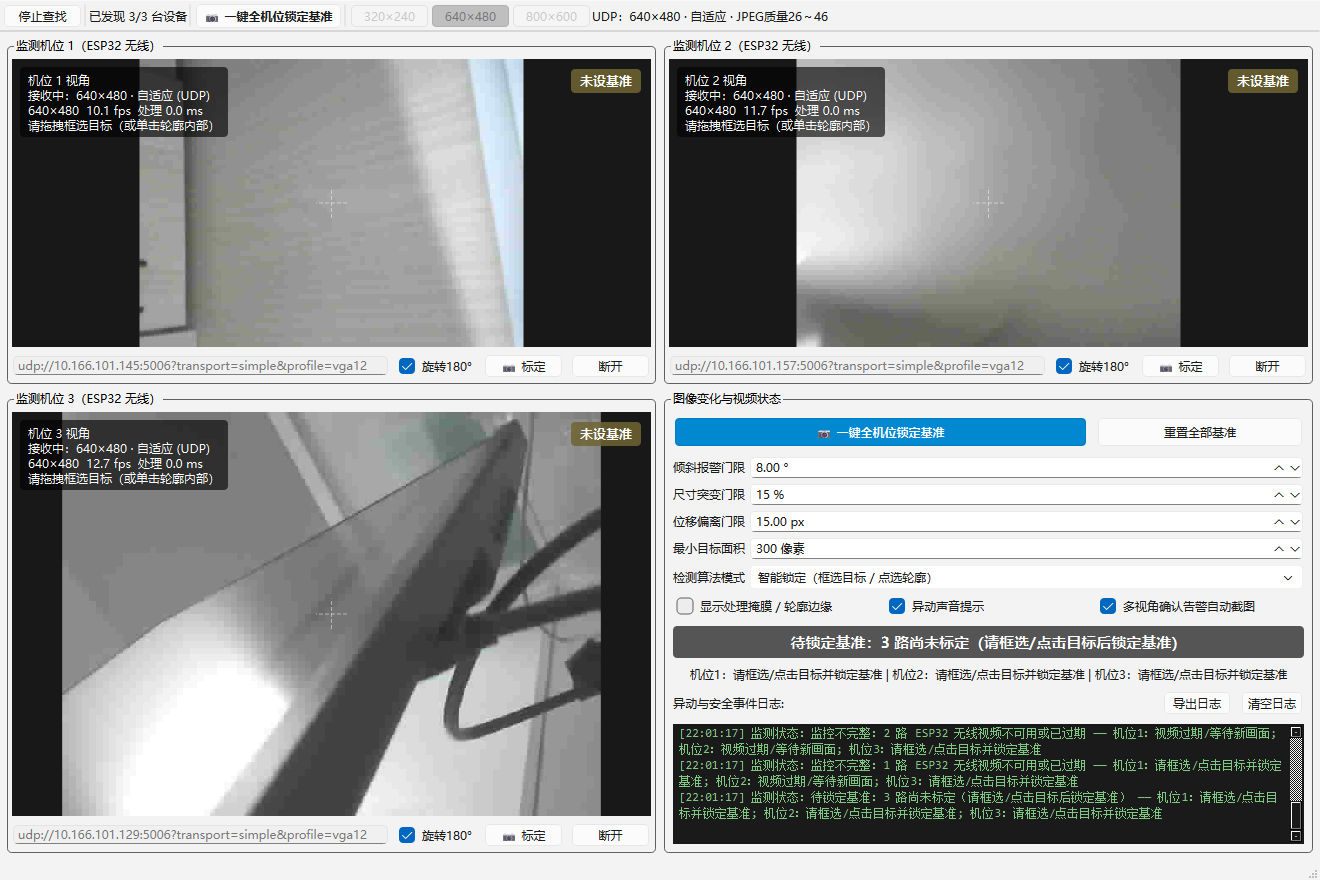 停止查找 已发现 3/3 台设备 一键全机位锁定基准 320×240 640×480 800×600 UDP：640×480 · 自适应 · JPEG质量26～46
监测机位 1（ESP32 无线）
机位 1 视角
接收中：640×480 · 自适应 (UDP)
640×480 10.1 fps 处理 0.0 ms
请拖拽框选目标（或单击轮廓内部）
未设基准
udp://10.166.101.145:5006?transport=simple&profile=vga12 旋转180° 标定 断开
监测机位 2（ESP32 无线）
机位 2 视角
接收中：640×480 · 自适应 (UDP)
640×480 11.7 fps 处理 0.0 ms
请拖拽框选目标（或单击轮廓内部）
未设基准
udp://10.166.101.157:5006?transport=simple&profile=vga12 旋转180° 标定 断开
监测机位 3（ESP32 无线）
机位 3 视角
接收中：640×480 · 自适应 (UDP)
640×480 12.7 fps 处理 0.0 ms
请拖拽框选目标（或单击轮廓内部）
未设基准
udp://10.166.101.129:5006?transport=simple&profile=vga12 旋转180° 标定 断开
图像变化与视频状态
一键全机位锁定基准 重置全部基准
倾斜报警门限 8.00 °
尺寸突变门限 15 %
位移偏离门限 15.00 px
最小目标面积 300 像素
检测算法模式 智能锁定（框选目标 / 点选轮廓）
显示处理掩膜 / 轮廓边缘 异动声音提示 多视角确认告警自动截图
待锁定基准：3 路尚未标定（请框选/点击目标后锁定基准）
机位1：请框选/点击目标并锁定基准 | 机位2：请框选/点击目标并锁定基准 | 机位3：请框选/点击目标并锁定基准
异动与安全事件日志: 导出日志 清空日志
[22:01:17] 监测状态：监控不完整：2 路 ESP32 无线视频不可用或已过期 —— 机位1：视频过期/等待新画面；
机位2：视频过期/等待新画面；机位3：请框选/点击目标并锁定基准
[22:01:17] 监测状态：监控不完整：1 路 ESP32 无线视频不可用或已过期 —— 机位1：请框选/点击目标并锁定
基准；机位2：视频过期/等待新画面；机位3：请框选/点击目标并锁定基准
[22:01:17] 监测状态：待锁定基准：3 路尚未标定（请框选/点击目标后锁定基准） —— 机位1：请框选/点击目
标并锁定基准；机位2：请框选/点击目标并锁定基准；机位3：请框选/点击目标并锁定基准